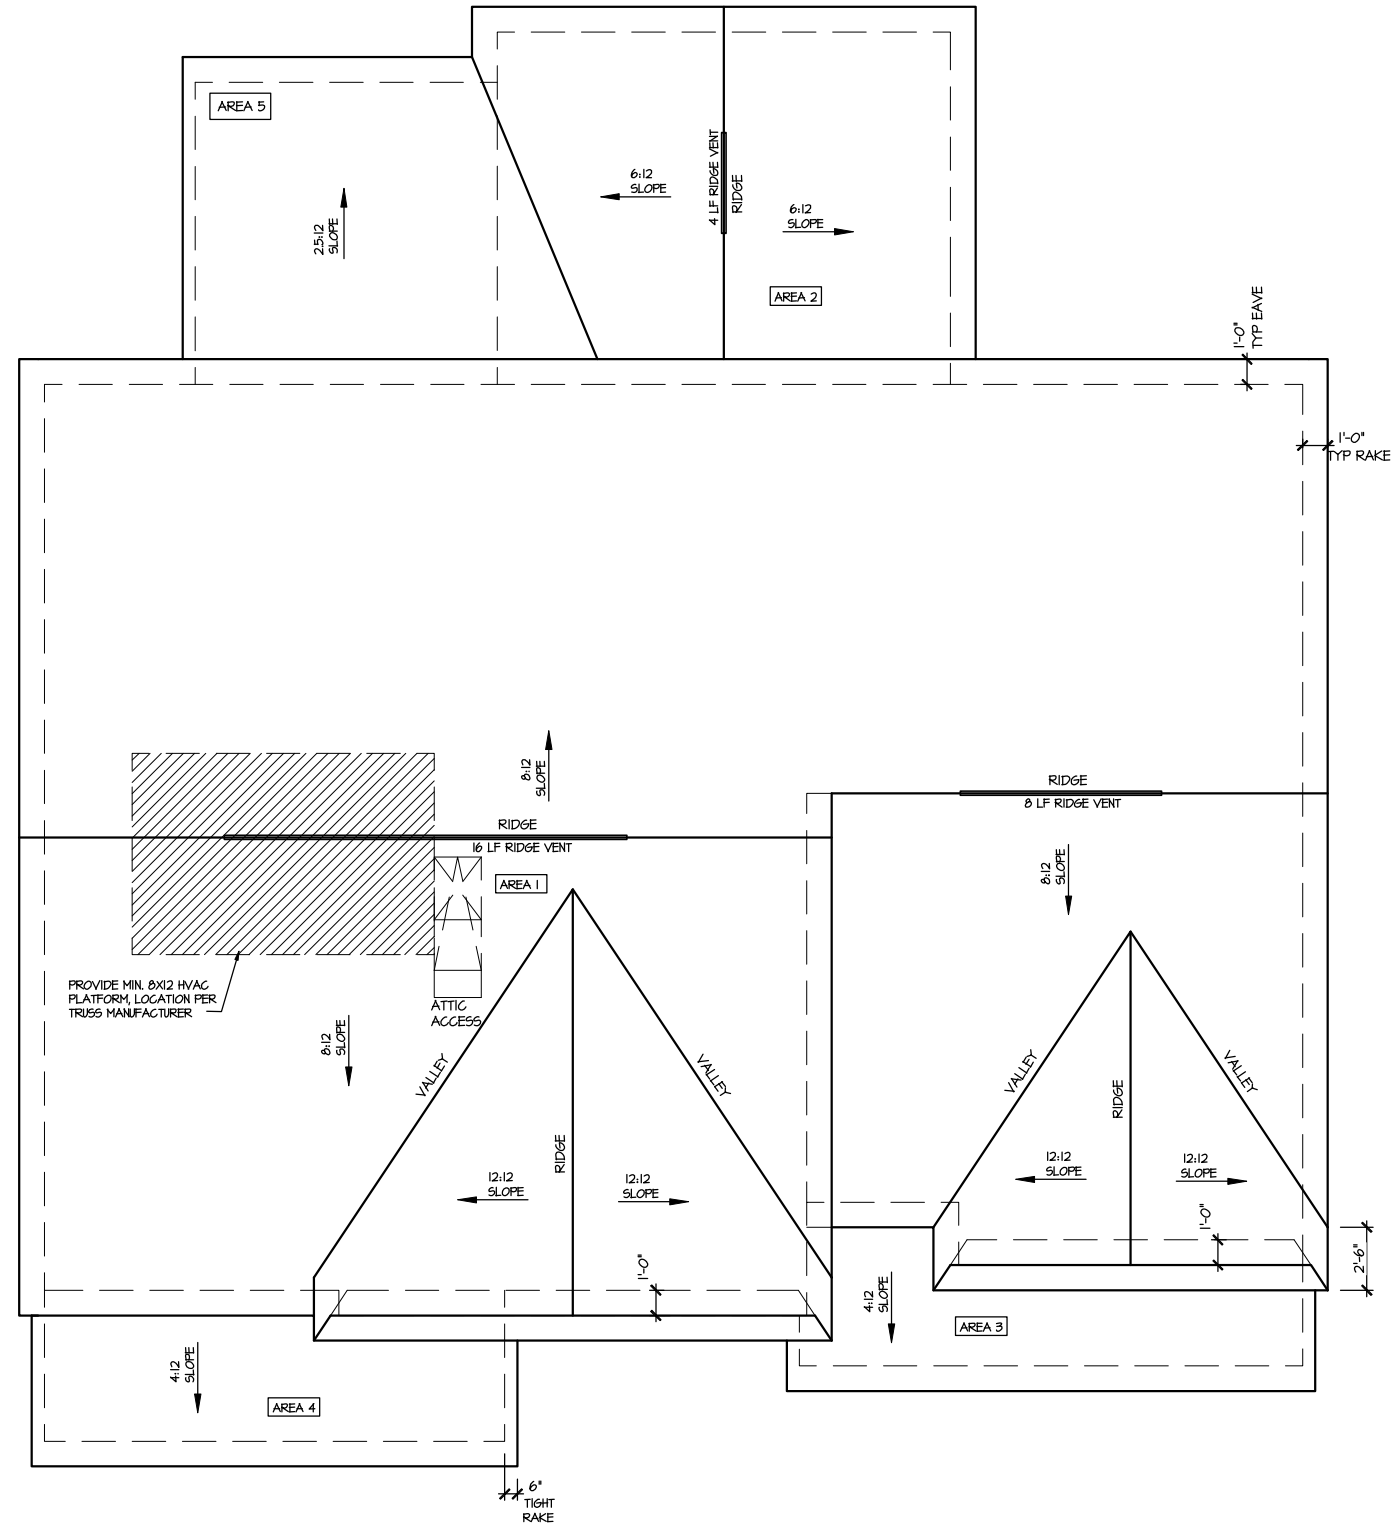 AREA 5
2.5:12
SLOPE
6:12
SLOPE
4 LF RIDGE VENT
RIDGE
6:12
SLOPE
AREA 2
1'-0"
TYP EAVE
1'-0"
TYP RAKE
8:12
SLOPE
RIDGE
16 LF RIDGE VENT
RIDGE
8 LF RIDGE VENT
AREA 1
8:12
SLOPE
PROVIDE MIN. 8X12 HVAC
PLATFORM, LOCATION PER
TRUSS MANUFACTURER
ATTIC
ACCESS
8:12
SLOPE
VALLEY
VALLEY
RIDGE
12:12
SLOPE
12:12
SLOPE
1'-0"
VALLEY
VALLEY
RIDGE
12:12
SLOPE
12:12
SLOPE
1'-0"
2'-6"
4:12
SLOPE
AREA 3
4:12
SLOPE
AREA 4
6"
TIGHT
RAKE